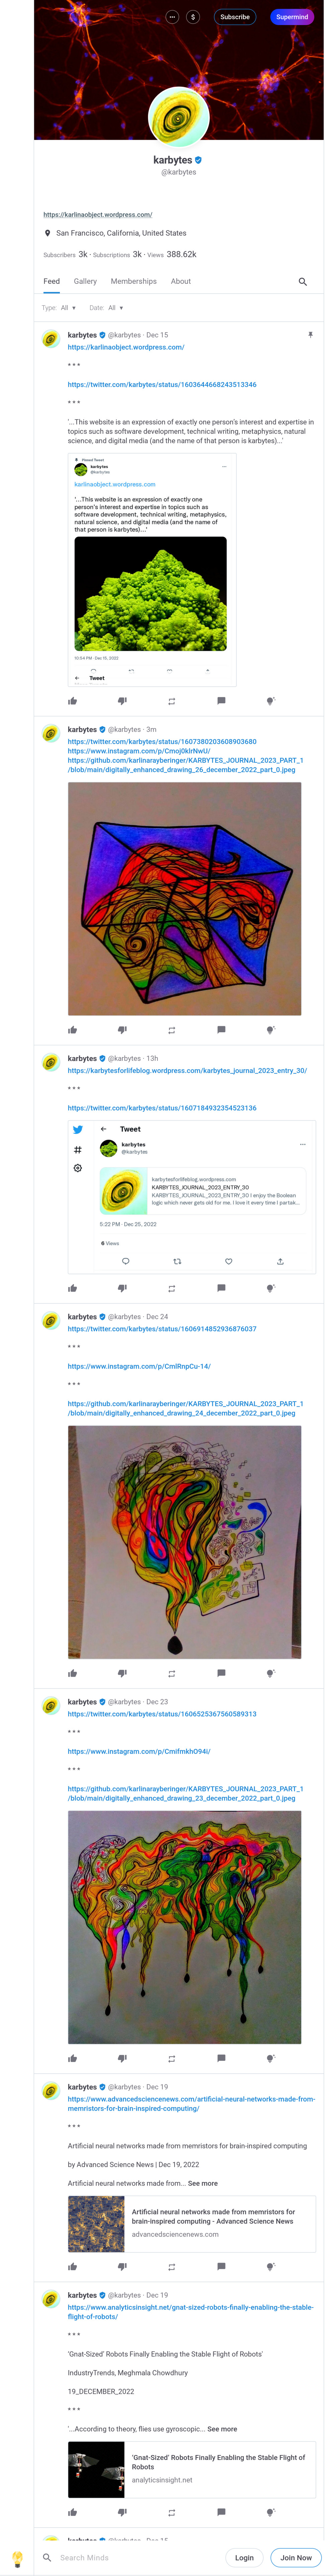 Subscribe
Supermind
karbytes
@karbytes
https://karlinaobject.wordpress.com/
San Francisco, California, United States
Subscribers 3k · Subscriptions 3k · Views 388.62k
Feed Gallery Memberships About
Type: All Date: All
karbytes @karbytes · Dec 15
https://karlinaobject.wordpress.com/
* * *
https://twitter.com/karbytes/status/1603644668243513346
* * *
'...This website is an expression of exactly one person's interest and expertise in
topics such as software development, technical writing, metaphysics, natural
science, and digital media (and the name of that person is karbytes)...'
Pinned Tweet
karbytes
@karbytes
karlinaobject.wordpress.com
'...This website is an expression of exactly one
person's interest and expertise in topics such as
software development, technical writing, metaphysics,
natural science, and digital media (and the name of
that person is karbytes)...'
10:54 PM · Dec 15, 2022
Tweet
karbytes @karbytes · 3m
https://twitter.com/karbytes/status/1607380203608903680
https://www.instagram.com/p/Cmoj0klrNwU/
https://github.com/karlinarayberinger/KARBYTES_JOURNAL_2023_PART_1
/blob/main/digitally_enhanced_drawing_26_december_2022_part_0.jpeg
karbytes @karbytes · 13h
https://karbytesforlifeblog.wordpress.com/karbytes_journal_2023_entry_30/
* * *
https://twitter.com/karbytes/status/1607184932354523136
Tweet
karbytes
@karbytes
karbytesforlifeblog.wordpress.com
KARBYTES_JOURNAL_2023_ENTRY_30
KARBYTES_JOURNAL_2023_ENTRY_30 I enjoy the Boolean
logic which never gets old for me. I love it every time I partak...
5:22 PM · Dec 25, 2022
6 Views
karbytes @karbytes · Dec 24
https://twitter.com/karbytes/status/1606914852936876037
* * *
https://www.instagram.com/p/CmlRnpCu-14/
* * *
https://github.com/karlinarayberinger/KARBYTES_JOURNAL_2023_PART_1
/blob/main/digitally_enhanced_drawing_24_december_2022_part_0.jpeg
karbytes @karbytes · Dec 23
https://twitter.com/karbytes/status/1606525367560589313
* * *
https://www.instagram.com/p/CmifmkhO94i/
* * *
https://github.com/karlinarayberinger/KARBYTES_JOURNAL_2023_PART_1
/blob/main/digitally_enhanced_drawing_23_december_2022_part_0.jpeg
karbytes @karbytes · Dec 19
https://www.advancedsciencenews.com/artificial-neural-networks-made-from-
memristors-for-brain-inspired-computing/
* * *
Artificial neural networks made from memristors for brain-inspired computing
by Advanced Science News | Dec 19, 2022
Artificial neural networks made from... See more
Artificial neural networks made from memristors for
brain-inspired computing - Advanced Science News
advancedsciencenews.com
karbytes @karbytes · Dec 19
https://www.analyticsinsight.net/gnat-sized-robots-finally-enabling-the-stable-
flight-of-robots/
* * *
'Gnat-Sized' Robots Finally Enabling the Stable Flight of Robots'
IndustryTrends, Meghmala Chowdhury
19_DECEMBER_2022
* * *
'...According to theory, flies use gyroscopic... See more
'Gnat-Sized' Robots Finally Enabling the Stable Flight of
Robots
analyticsinsight.net
karbytes @karbytes · Dec 15
Search Minds
Login
Join Now